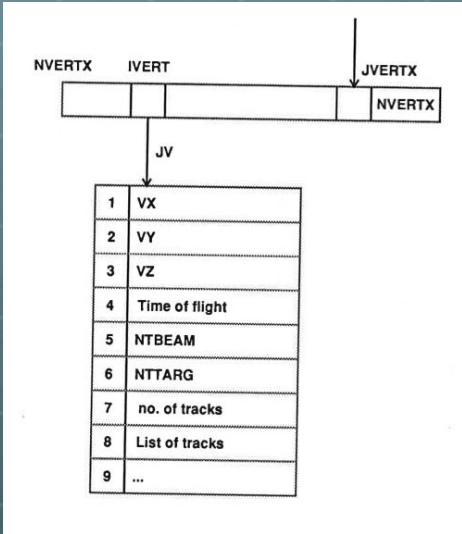 NVERTX IVERT JVERTX
NVERTX
JV
1 VX
2 VY
3 VZ
4 Time of flight
5 NTBEAM
6 NTTARG
7 no. of tracks
8 List of tracks
9 ...